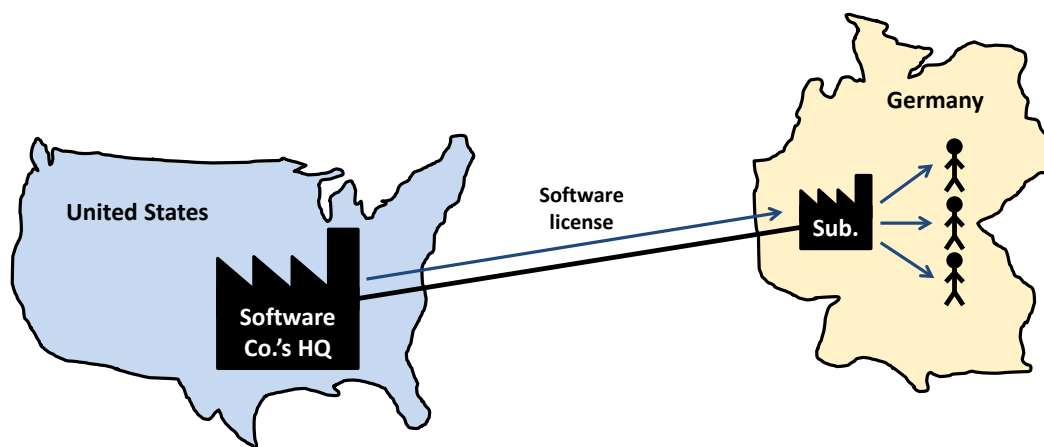 Germany
United States
Software
license
Sub.
Software
Co.'s HQ